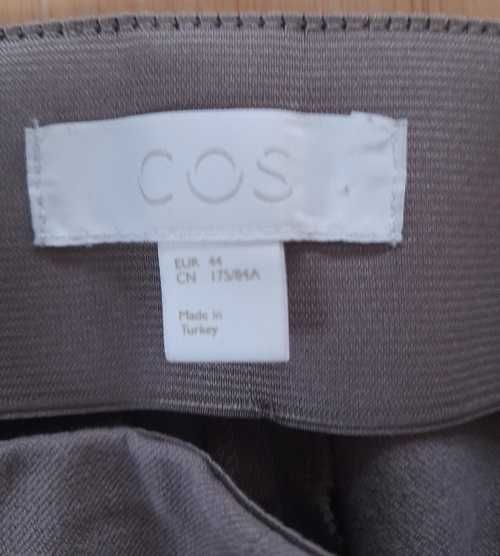 COS
EUR 44
CN 175/84A
Made in
Turkey